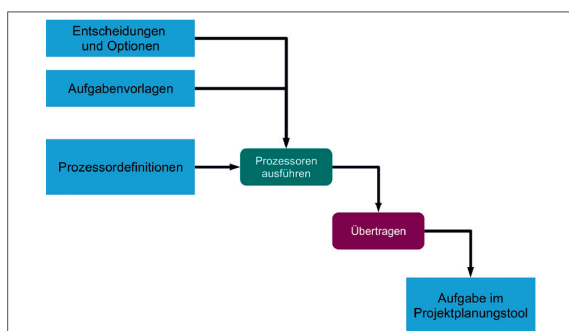 Entscheidungen
und Optionen
Aufgabenvorlagen
Prozessordefinitionen
Prozessoren
ausführen
Übertragen
Aufgabe im
Projektplanungstool